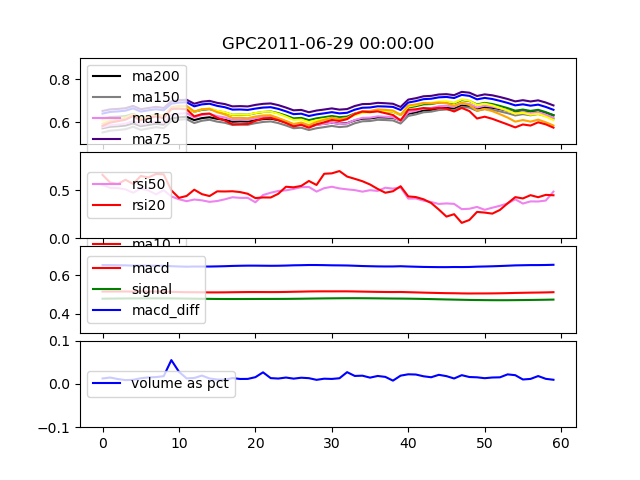 GPC2011-06-29 00:00:00
0.8
0.6
ma200
ma150
ma100
ma75
0.5
0.0
rsi50
rsi20
ma10
0.6
0.4
macd
signal
macd_diff
0.1
0.0
−0.1
volume as pct
0 10 20 30 40 50 60